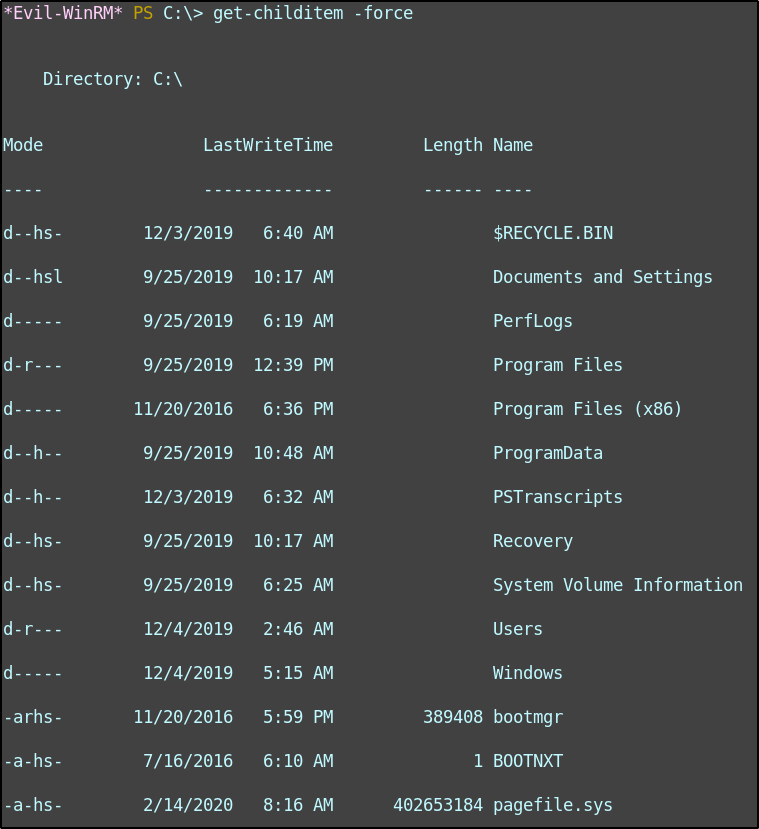 *Evil-WinRM* PS C:\> get-childitem -force
Directory: C:\
Mode                LastWriteTime         Length Name
----                -------------         ------ ----
d--hs-        12/3/2019   6:40 AM                $RECYCLE.BIN
d--hsl        9/25/2019  10:17 AM                Documents and Settings
d-----        9/25/2019   6:19 AM                PerfLogs
d-r---        9/25/2019  12:39 PM                Program Files
d-----       11/20/2016   6:36 PM                Program Files (x86)
d--h--        9/25/2019  10:48 AM                ProgramData
d--h--        12/3/2019   6:32 AM                PSTranscripts
d--hs-        9/25/2019  10:17 AM                Recovery
d--hs-        9/25/2019   6:25 AM                System Volume Information
d-r---        12/4/2019   2:46 AM                Users
d-----        12/4/2019   5:15 AM                Windows
-arhs-       11/20/2016   5:59 PM         389408 bootmgr
-a-hs-        7/16/2016   6:10 AM              1 BOOTNXT
-a-hs-        2/14/2020   8:16 AM      402653184 pagefile.sys